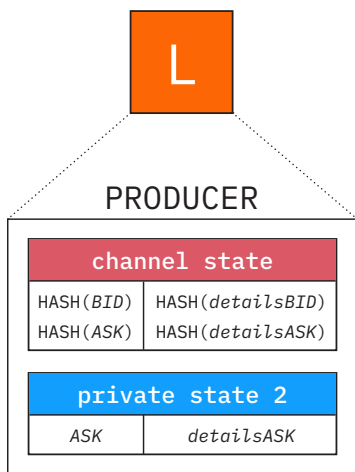 L
PRODUCER
channel state
HASH(BID) HASH(detailsBID)
HASH(ASK) HASH(detailsASK)
private state 2
ASK detailsASK